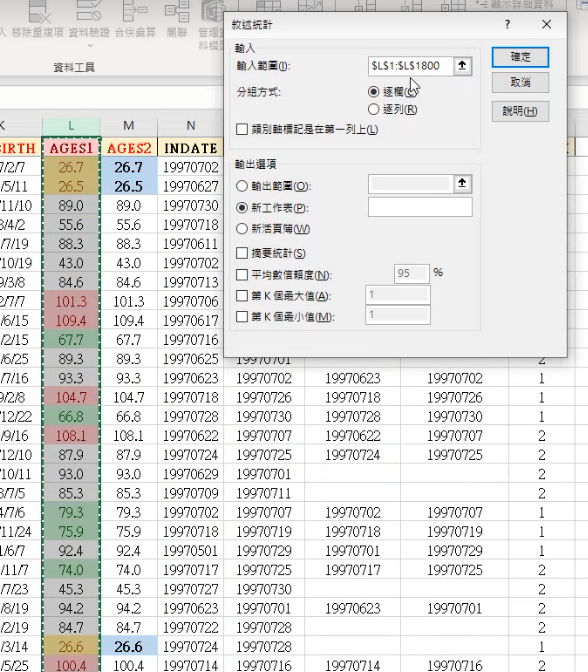 移除重複項 資料驗證 合併彙算 關聯 管理
資料模
顯示詳細資料
資料工具
敘述統計 ? ×
輸入
輸入範圍(I): $L$1:$L$1800
分組方式: 逐欄(C)
逐列(R)
類別軸標記是在第一列上(L)
輸出選項
輸出範圍(O):
新工作表(P):
新活頁簿(W)
摘要統計(S)
平均數信賴度(N): 95 %
第 K 個最大值(A): 1
第 K 個最小值(M): 1
確定
取消
說明(H)
K L M N
BIRTH AGES1 AGES2 INDATE
7/2/7 26.7 26.7 19970702
/5/11 26.5 26.5 19970627
/11/10 89.0 89.0 19970730
3/4/2 55.6 55.6 19970718
/7/19 88.3 88.3 19970611
/10/19 43.0 43.0 19970702
9/3/8 84.6 84.6 19970713
2/7/7 101.3 101.3 19970706
/6/15 109.4 109.4 19970617
/2/15 67.7 67.7 19970716
/6/25 89.3 89.3 19970625 19970701 2
/7/16 93.3 93.3 19970623 19970702 19970623 19970702 1
9/2/8 104.7 104.7 19970718 19970726 19970718 19970726 1
/12/22 66.8 66.8 19970728 19970730 19970728 19970730 1
/9/16 108.1 108.1 19970622 19970707 19970622 19970707 2
/12/10 87.9 87.9 19970724 19970725 19970724 19970725 2
/10/11 93.0 93.0 19970629 19970701 2
3/7/5 85.3 85.3 19970709 19970711 2
4/7/6 79.3 79.3 19970702 19970707 19970702 19970707 1
/11/24 75.9 75.9 19970718 19970719 19970718 19970719 1
1/6/7 92.4 92.4 19970501 19970729 19970701 19970729 1
/11/7 74.0 74.0 19970717 19970725 19970717 19970725 1
/7/23 45.3 45.3 19970727 19970730 2
/8/19 94.2 94.2 19970623 19970701 19970623 19970701 2
/2/19 84.7 84.7 19970722 19970728 2
/3/14 26.6 26.6 19970724 19970728 1
/5/25 100.4 100.4 19970714 19970716 19970714 19970716 2